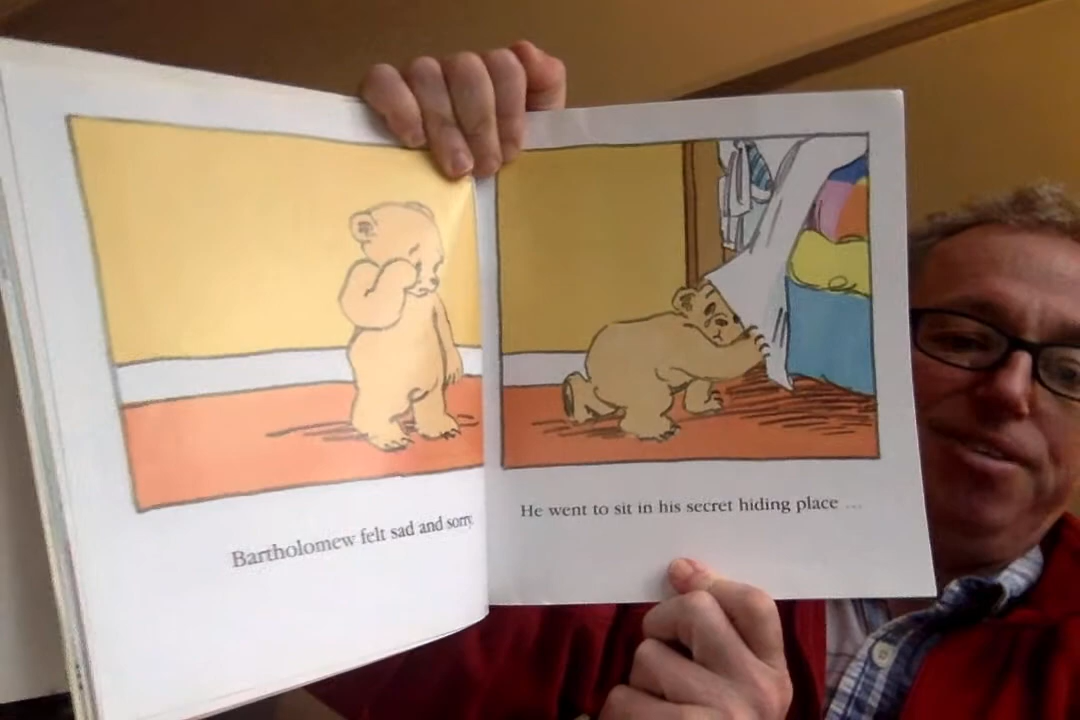 Bartholomew felt sad and sorry.
He went to sit in his secret hiding place ...